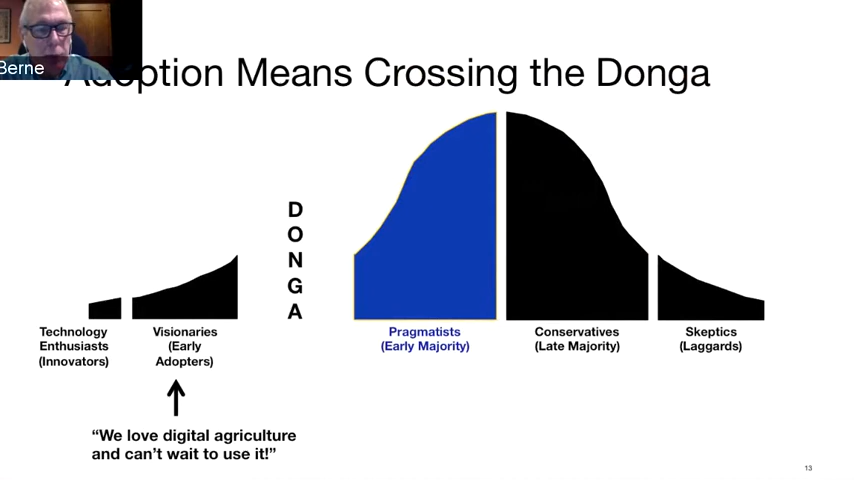 Berne
Adoption Means Crossing the Donga
D
O
N
G
A
Technology
Enthusiasts
(Innovators)
Visionaries
(Early
Adopters)
Pragmatists
(Early Majority)
Conservatives
(Late Majority)
Skeptics
(Laggards)
“We love digital agriculture
and can’t wait to use it!”
13